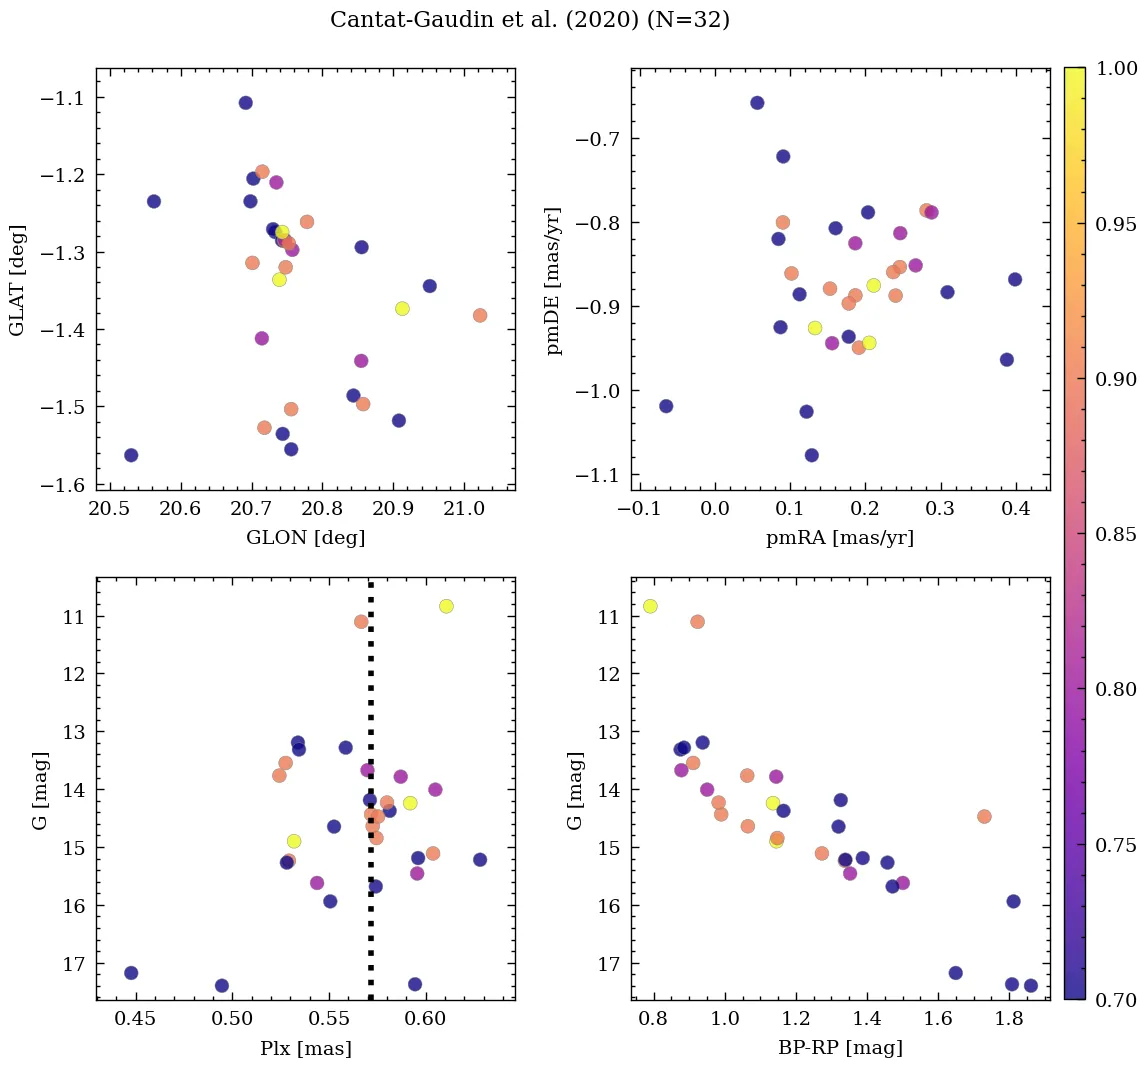 Cantat-Gaudin et al. (2020) (N=32)
−1.1
−1.2
−1.3
−1.4
−1.5
−1.6
GLAT [deg]
20.5 20.6 20.7 20.8 20.9 21.0
GLON [deg]
−0.7
−0.8
−0.9
−1.0
−1.1
pmDE [mas/yr]
−0.1 0.0 0.1 0.2 0.3 0.4
pmRA [mas/yr]
11
12
13
14
15
16
17
G [mag]
0.45 0.50 0.55 0.60
Plx [mas]
11
12
13
14
15
16
17
G [mag]
0.8 1.0 1.2 1.4 1.6 1.8
BP-RP [mag]
1.00
0.95
0.90
0.85
0.80
0.75
0.70